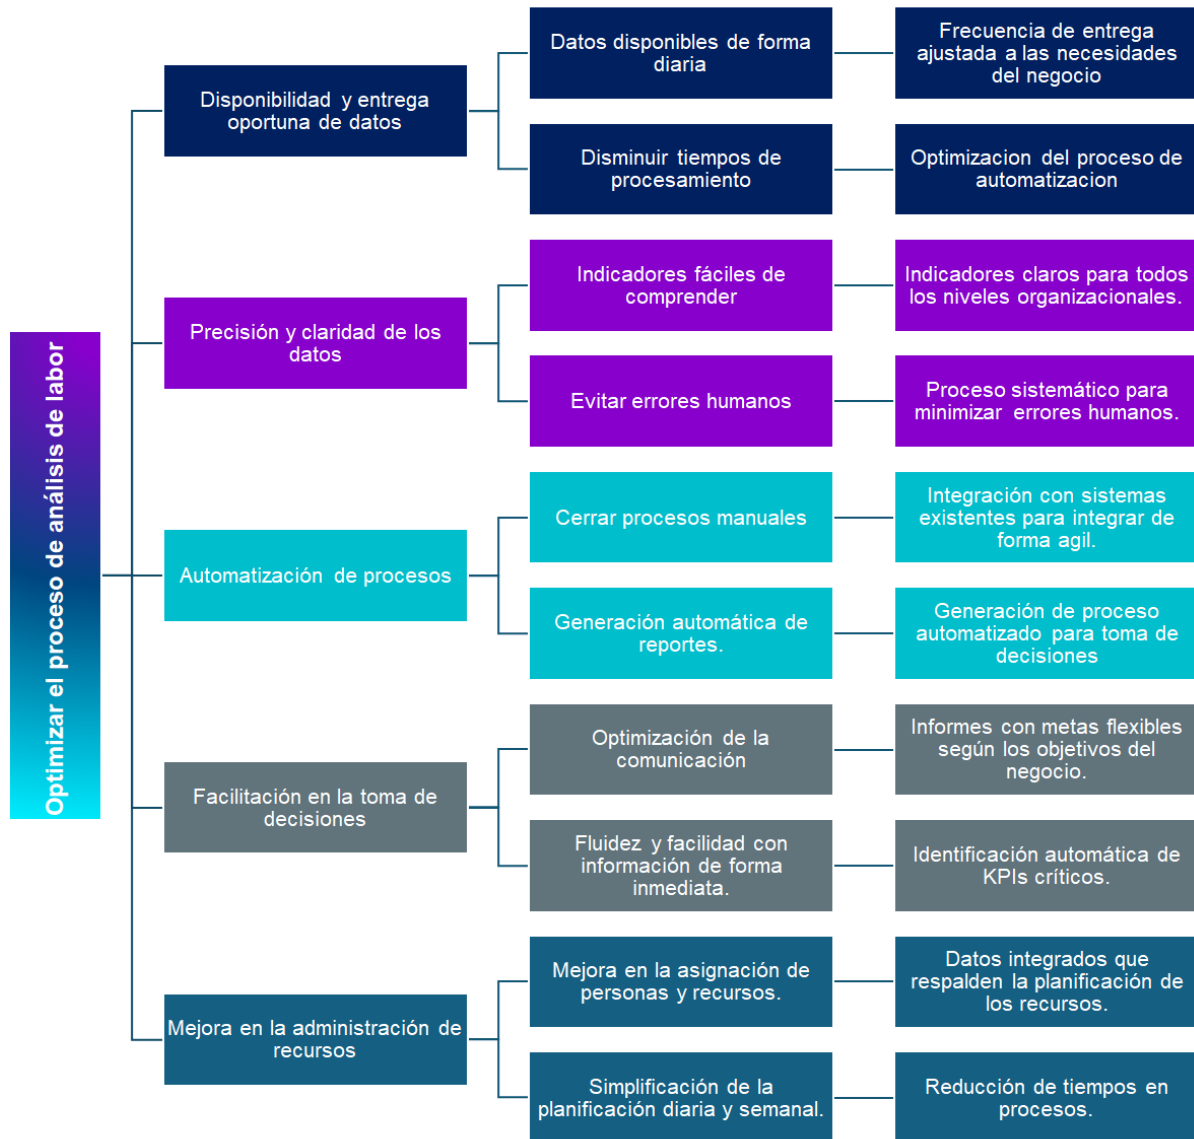 Optimizar el proceso de análisis de labor
Disponibilidad y entrega
oportuna de datos
Datos disponibles de forma
diaria
Frecuencia de entrega
ajustada a las necesidades
del negocio
Disminuir tiempos de
procesamiento
Optimizacion del proceso de
automatizacion
Precisión y claridad de los
datos
Indicadores fáciles de
comprender
Indicadores claros para todos
los niveles organizacionales.
Evitar errores humanos
Proceso sistemático para
minimizar errores humanos.
Automatización de procesos
Cerrar procesos manuales
Integración con sistemas
existentes para integrar de
forma agil.
Generación automática de
reportes.
Generación de proceso
automatizado para toma de
decisiones
Facilitación en la toma de
decisiones
Optimización de la
comunicación
Informes con metas flexibles
según los objetivos del
negocio.
Fluidez y facilidad con
información de forma
inmediata.
Identificación automática de
KPIs críticos.
Mejora en la administración de
recursos
Mejora en la asignación de
personas y recursos.
Datos integrados que
respalden la planificación de
los recursos.
Simplificación de la
planificación diaria y semanal.
Reducción de tiempos en
procesos.